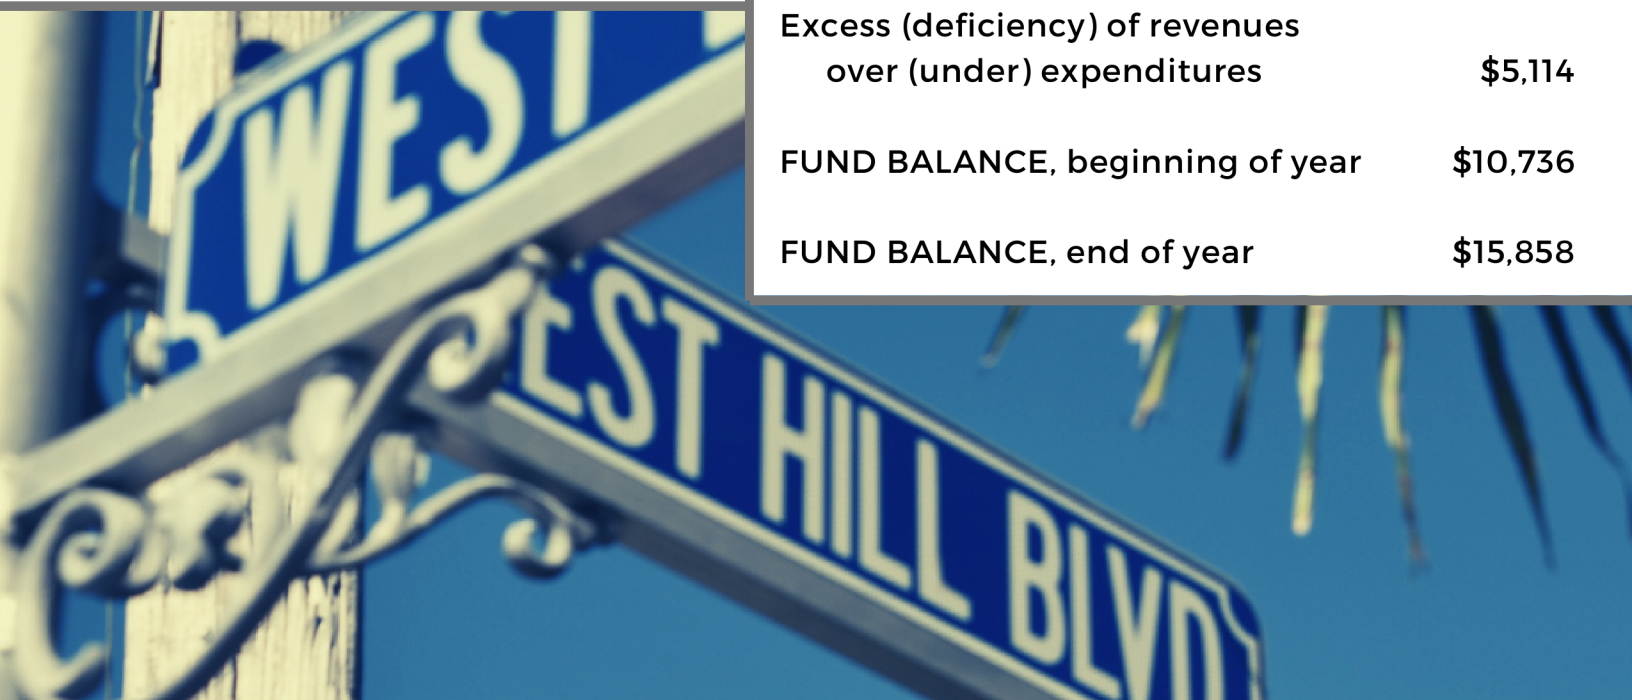 WEST
EST HILL BLVD
Excess (deficiency) of revenues
over (under) expenditures $5,114
FUND BALANCE, beginning of year $10,736
FUND BALANCE, end of year $15,858